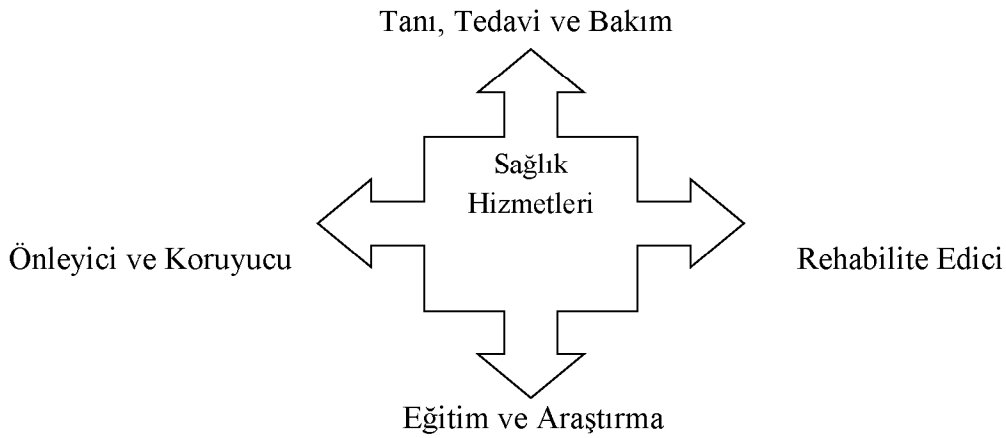 Tanı, Tedavi ve Bakım
Sağlık
Hizmetleri
Önleyici ve Koruyucu
Rehabilite Edici
Eğitim ve Araştırma